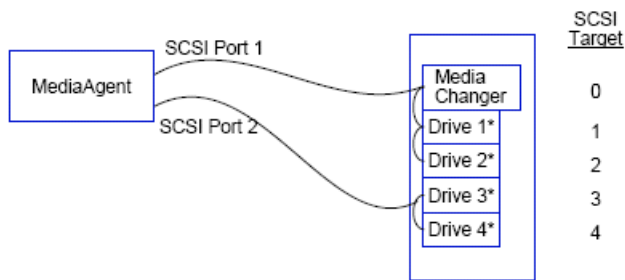 SCSI
Target
SCSI Port 1
MediaAgent
Media
Changer
0
SCSI Port 2
Drive 1*
1
Drive 2*
2
Drive 3*
3
Drive 4*
4